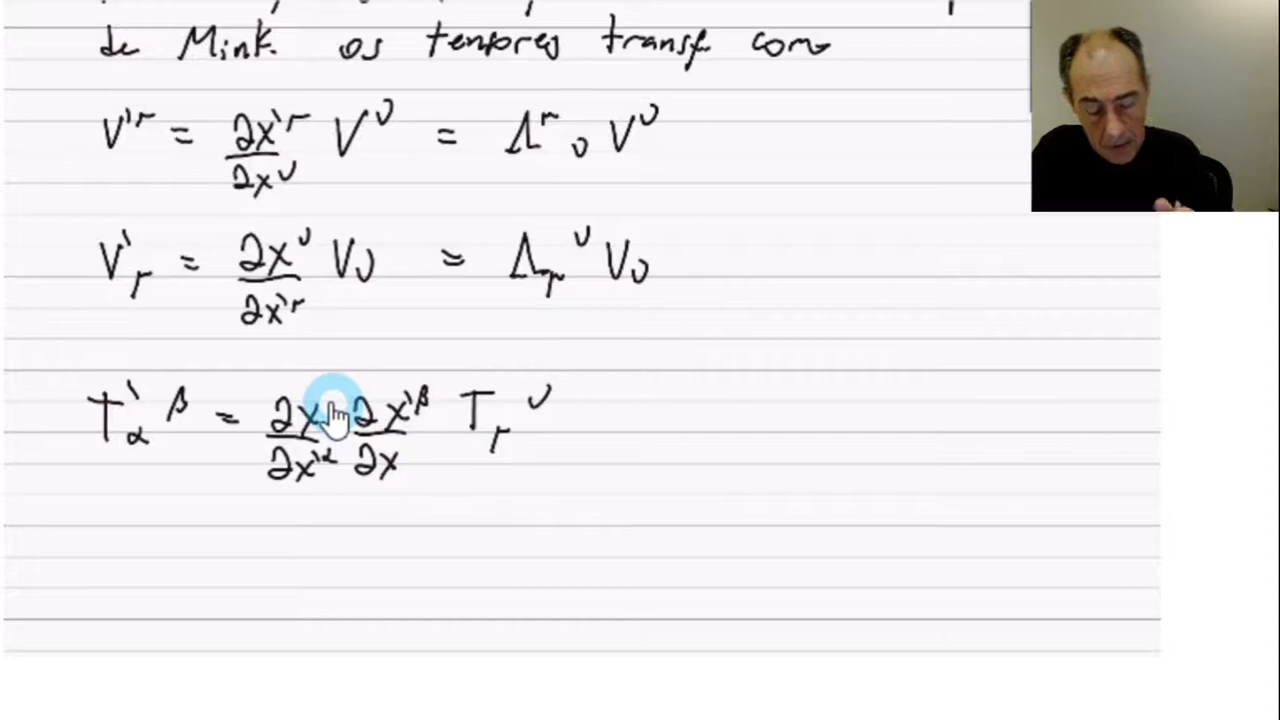 de Mink. os tensores transf como
V'^μ = ∂x'^μ/∂x^ν V^ν = Λ^μ_ν V^ν
V'_μ = ∂x^ν/∂x'^μ V_ν = Λ_μ^ν V_ν
T'_α^β = ∂x/∂x'^α ∂x'^β/∂x T_μ^ν